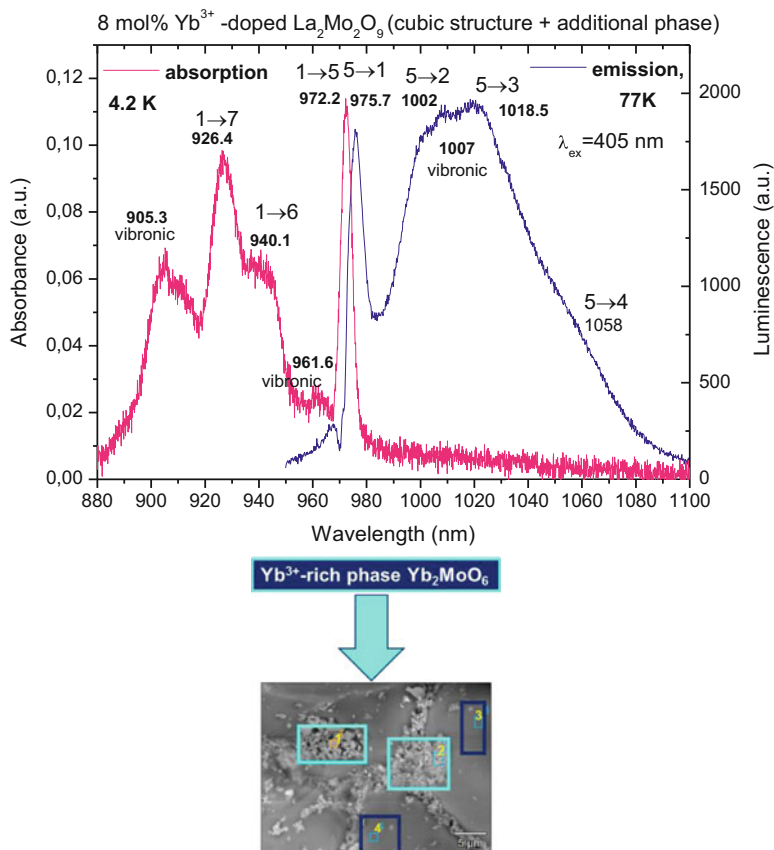 8 mol% Yb³⁺ -doped La₂Mo₂O₉ (cubic structure + additional phase)
absorption
4.2 K
1→5
5→1
972.2
975.7
5→2
1002
5→3
1018.5
emission,
77K
λₑₓ=405 nm
1→7
926.4
1007
vibronic
1→6
940.1
905.3
vibronic
961.6
vibronic
5→4
1058
Absorbance (a.u.)
0,12
0,10
0,08
0,06
0,04
0,02
0,00
Luminescence (a.u.)
2000
1500
1000
500
0
880 900 920 940 960 980 1000 1020 1040 1060 1080 1100
Wavelength (nm)
Yb³⁺-rich phase Yb₂MoO₆
1
2
3
4
5 μm